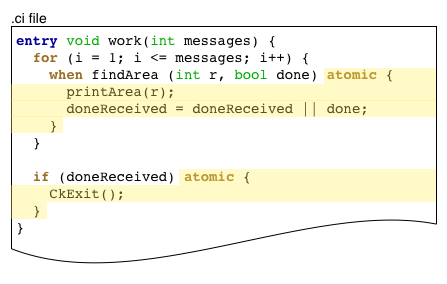 .ci file
entry void work(int messages) {
for (i = 1; i <= messages; i++) {
when findArea (int r, bool done) atomic {
printArea(r);
doneReceived = doneReceived || done;
}
}
if (doneReceived) atomic {
CkExit();
}
}